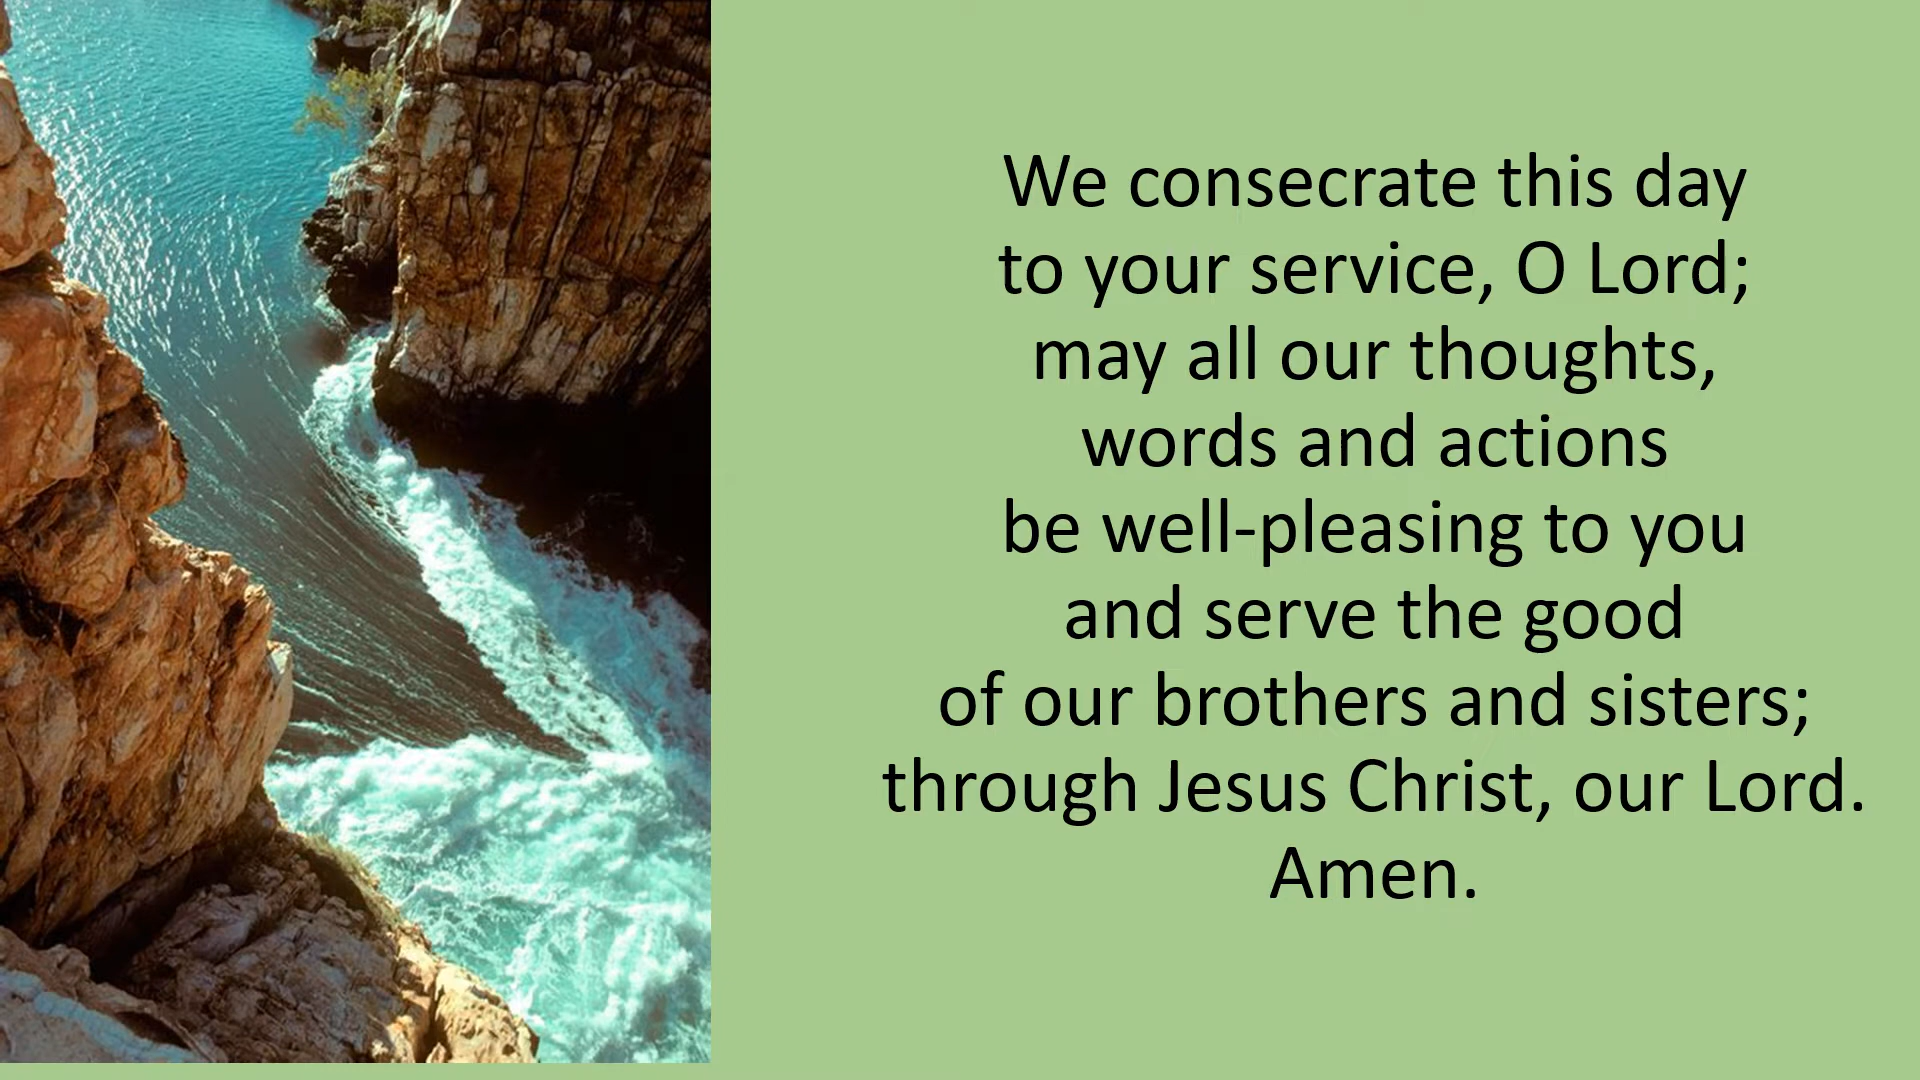 We consecrate this day
to your service, O Lord;
may all our thoughts,
words and actions
be well-pleasing to you
and serve the good
of our brothers and sisters;
through Jesus Christ, our Lord.
Amen.